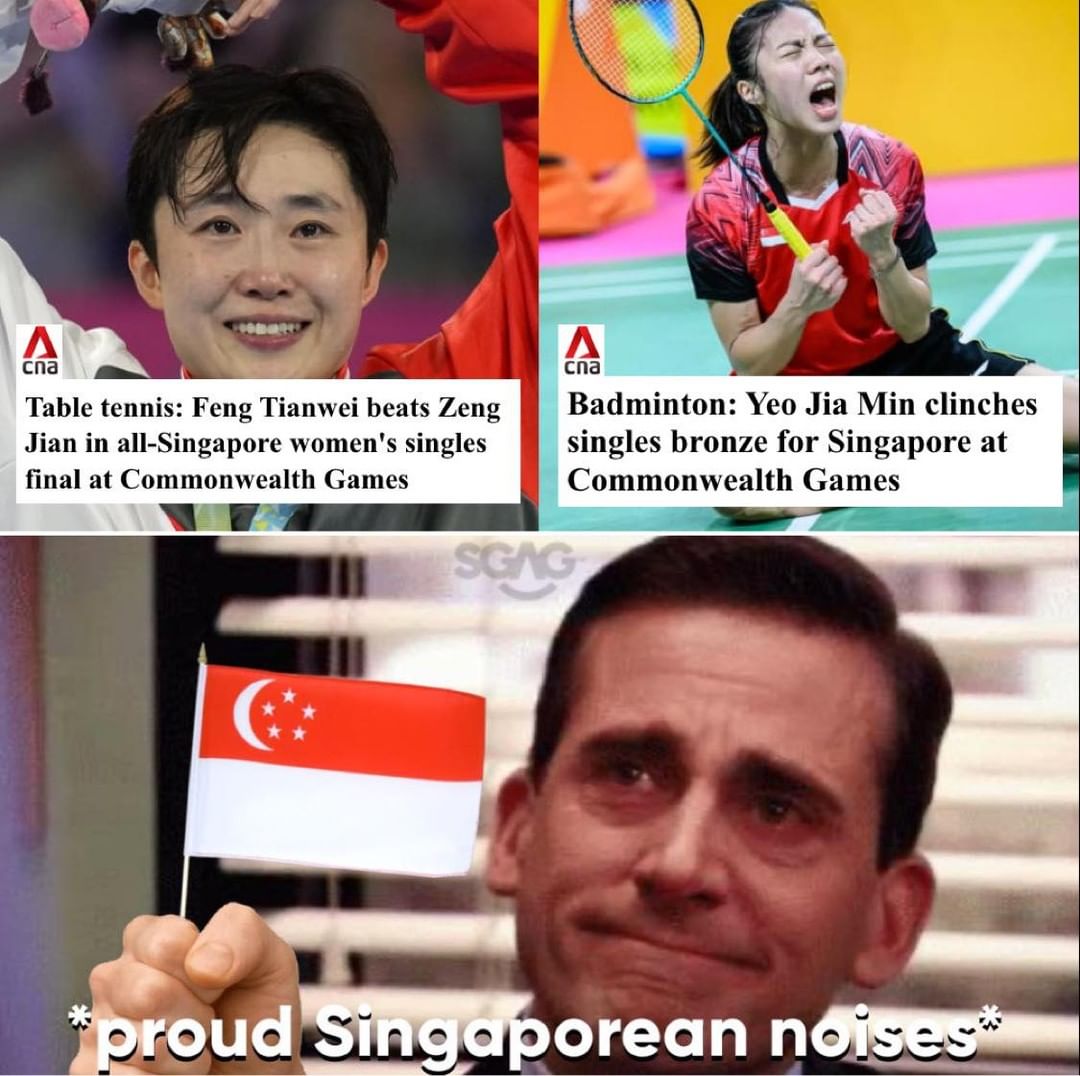 cna
Table tennis: Feng Tianwei beats Zeng
Jian in all-Singapore women's singles
final at Commonwealth Games
cna
Badminton: Yeo Jia Min clinches
singles bronze for Singapore at
Commonwealth Games
SGAG
*proud Singaporean noises*